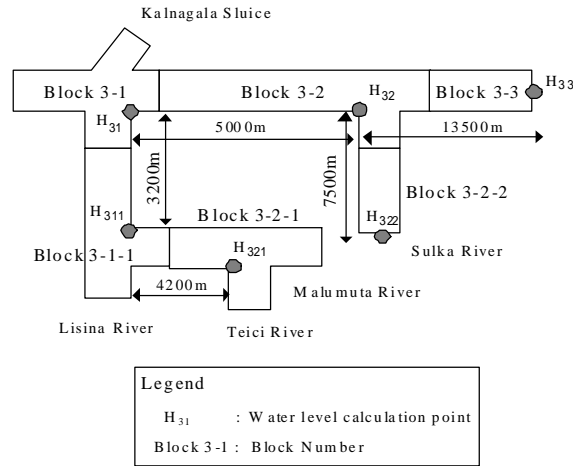 Kalnagala Sluice
Block 3-1
Block 3-2
Block 3-3
H31
H32
H33
5000m
13500m
3200m
7500m
Block 3-2-2
H311
Block 3-2-1
H322
Block 3-1-1
H321
Sulka River
4200m
Malumuta River
Lisina River
Teici River
Legend
H31 : Water level calculation point
Block 3-1 : Block Number